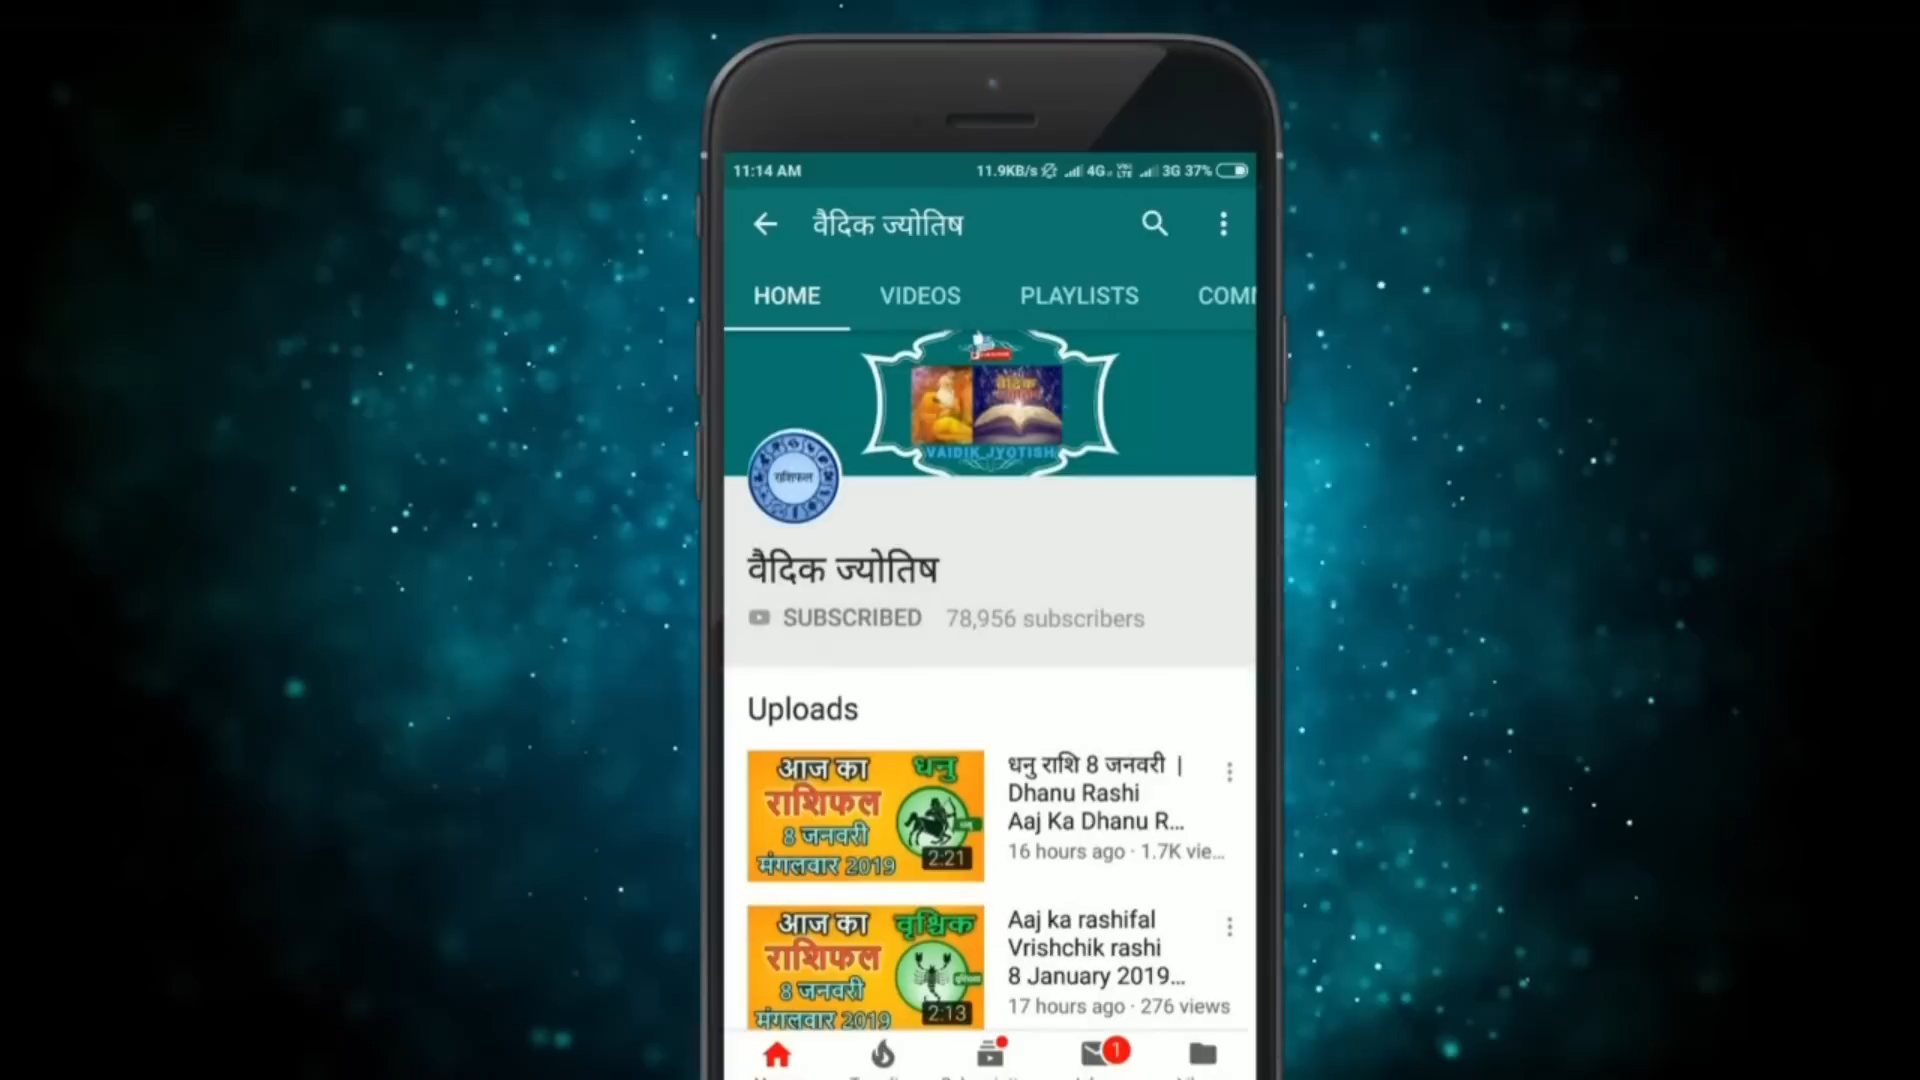 11:14 AM 11.9KB/s 4G 3G 37%
वैदिक ज्योतिष
HOME VIDEOS PLAYLISTS COM
वैदिक
VAIDIK JYOTISH
राशिफल
वैदिक ज्योतिष
SUBSCRIBED 78,956 subscribers
Uploads
आज का धनु
राशिफल
8 जनवरी
मंगलवार 2019
2:21
धनु राशि 8 जनवरी |
Dhanu Rashi
Aaj Ka Dhanu R...
16 hours ago · 1.7K vie...
आज का वृश्चिक
राशिफल
8 जनवरी
मंगलवार 2019
2:13
Aaj ka rashifal
Vrishchik rashi
8 January 2019...
17 hours ago · 276 views
1